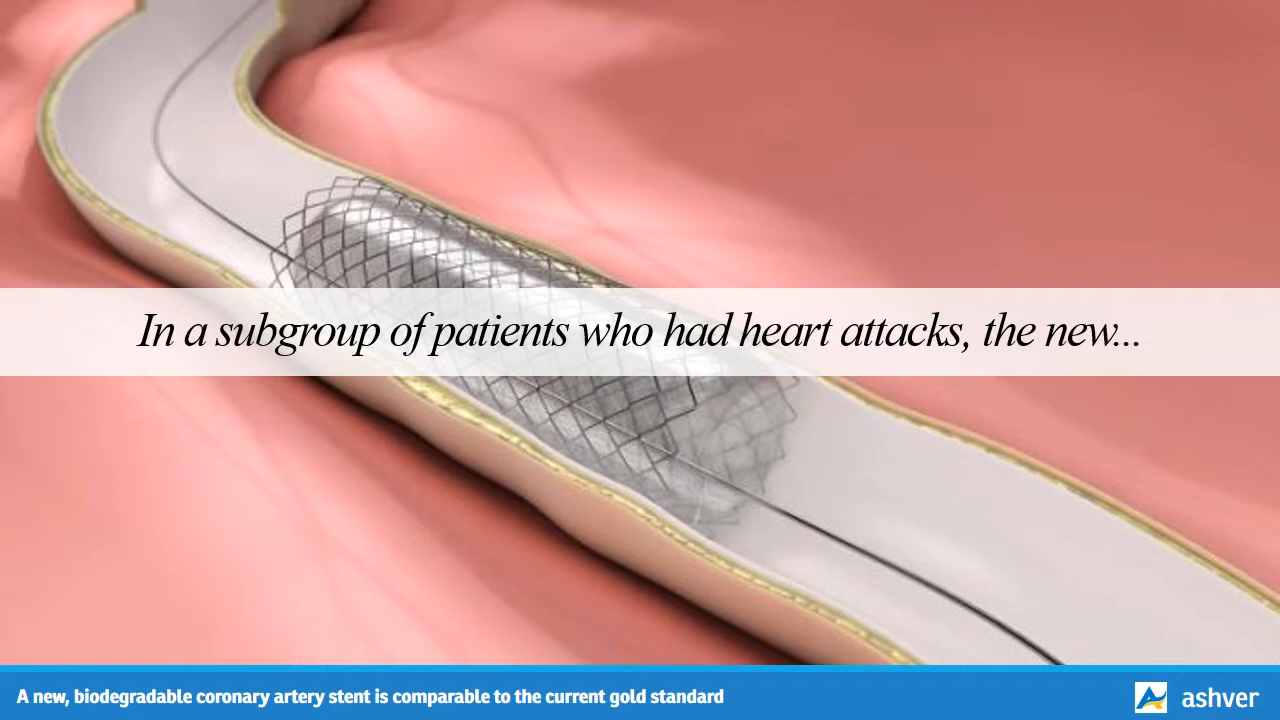 In a subgroup of patients who had heart attacks, the new...
A new, biodegradable coronary artery stent is comparable to the current gold standard
ashver